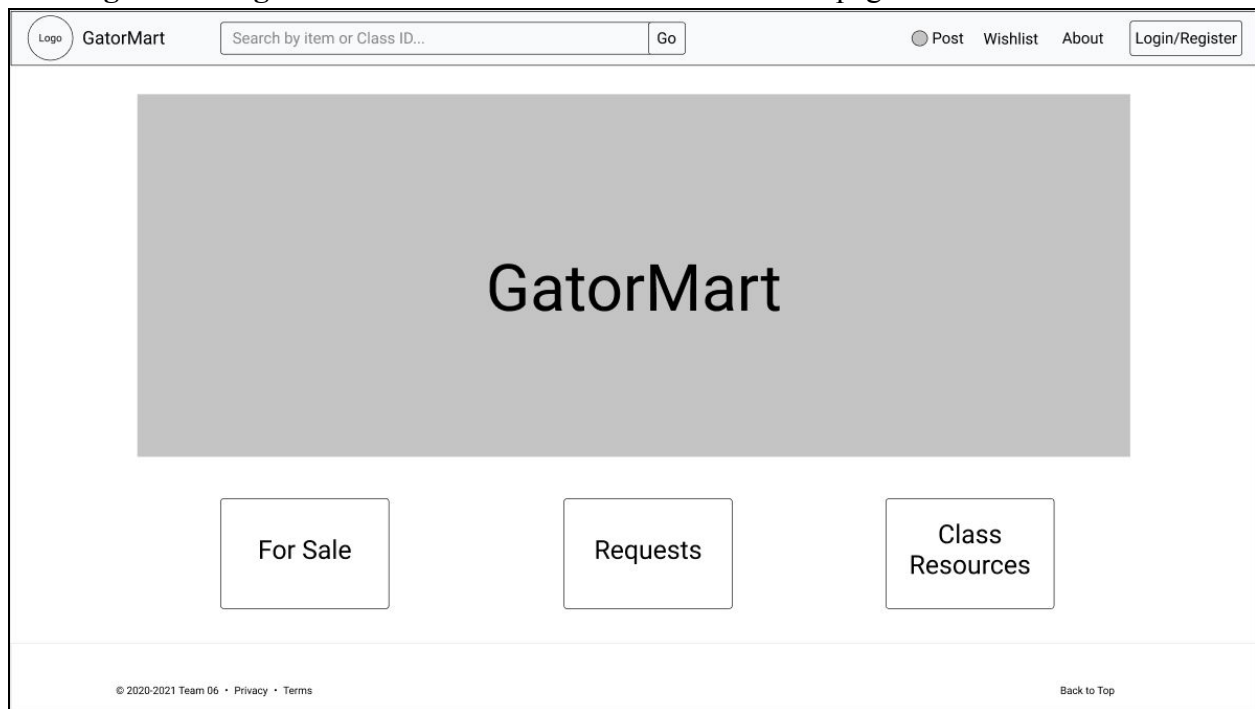 Logo GatorMart Search by item or Class ID... Go Post Wishlist About Login/Register
GatorMart
For Sale Requests Class
Resources
© 2020-2021 Team 06 • Privacy • Terms Back to Top